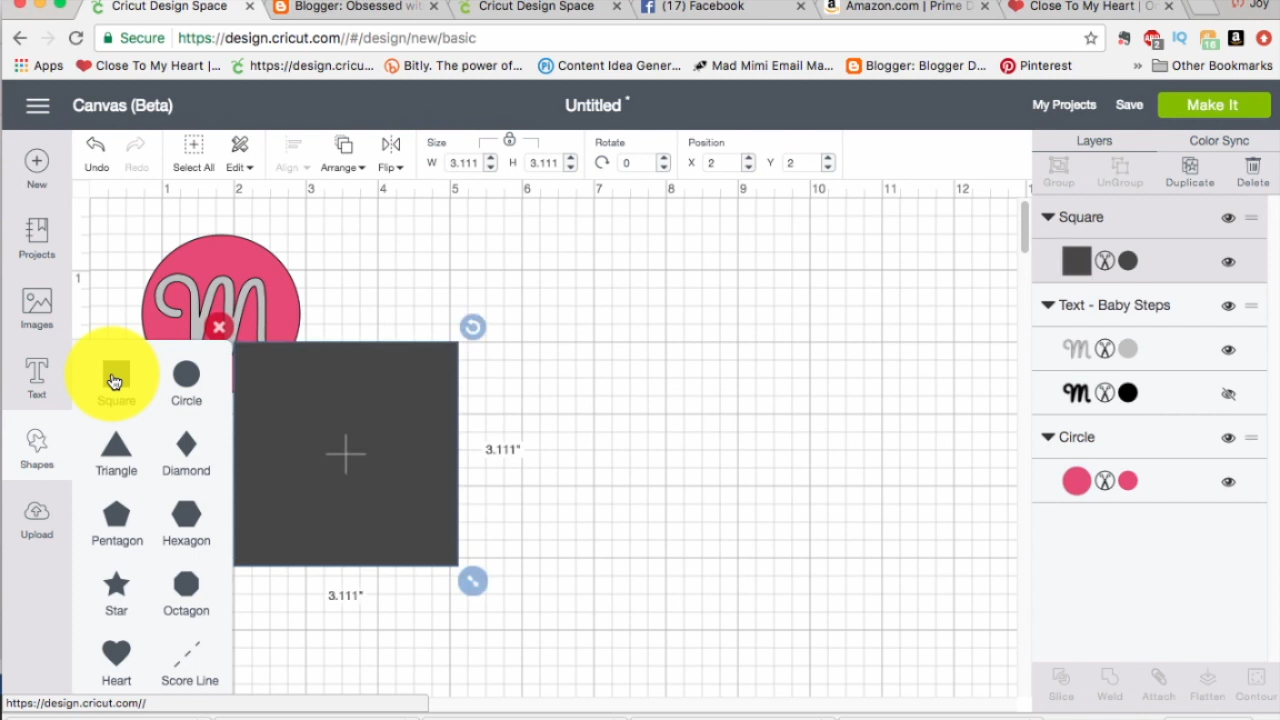 Cricut Design Space
Blogger: Obsessed wit
Cricut Design Space
(17) Facebook
Amazon.com | Prime D
Close To My Heart | O
Joy
Secure
https://design.cricut.com//#/design/new/basic
2
IQ
16
Apps
Close To My Heart |...
https://design.cricu...
Bitly. The power of...
Content Idea Gener...
Mad Mimi Email Ma...
Blogger: Blogger D...
Pinterest
»
Other Bookmarks
Canvas (Beta)
Untitled *
My Projects
Save
Make It
Undo
Redo
Select All
Edit
Align
Arrange
Flip
Size
W 3.111
H 3.111
Rotate
0
Position
X 2
Y 2
Layers
Color Sync
Group
UnGroup
Duplicate
Delete
1 2 3 4 5 6 7 8 9 10 11 12
1
New
Projects
Images
Text
Shapes
Upload
M
Square
Circle
Triangle
Diamond
Pentagon
Hexagon
Star
Octagon
Heart
Score Line
3.111"
3.111"
Square
Text - Baby Steps
M
M
Circle
Slice
Weld
Attach
Flatten
Contour
https://design.cricut.com//